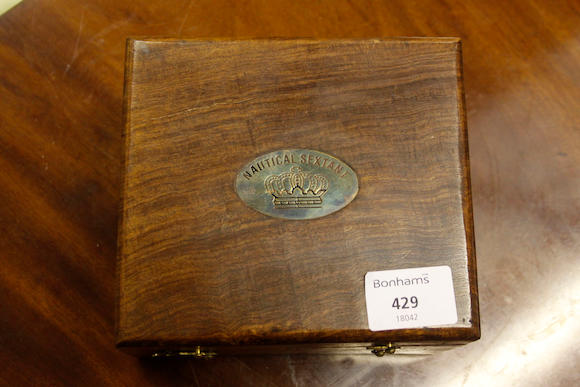 NAUTICAL SEXTANT
Bonhams
429
18042